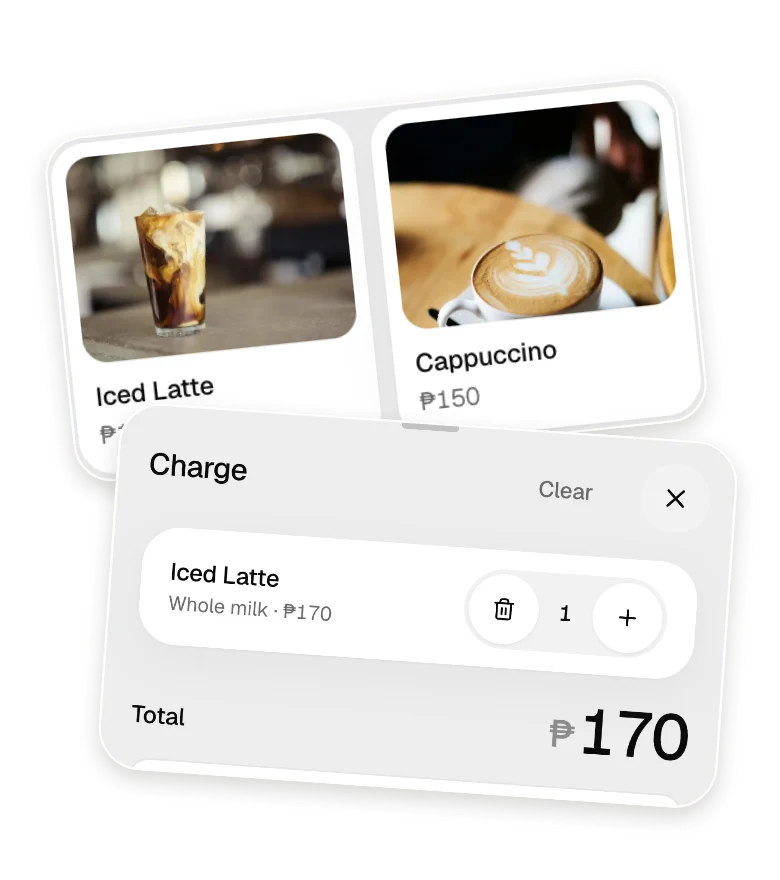 Iced Latte
Cappuccino
₱150
Charge
Clear
Iced Latte
Whole milk · ₱170
1
Total
₱170